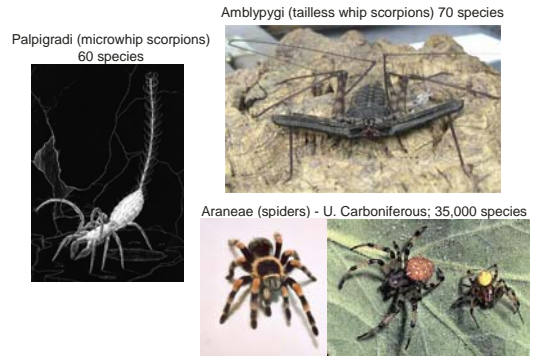 Amblypygi (tailless whip scorpions) 70 species
Palpigradi (microwhip scorpions)
60 species
Araneae (spiders) - U. Carboniferous; 35,000 species